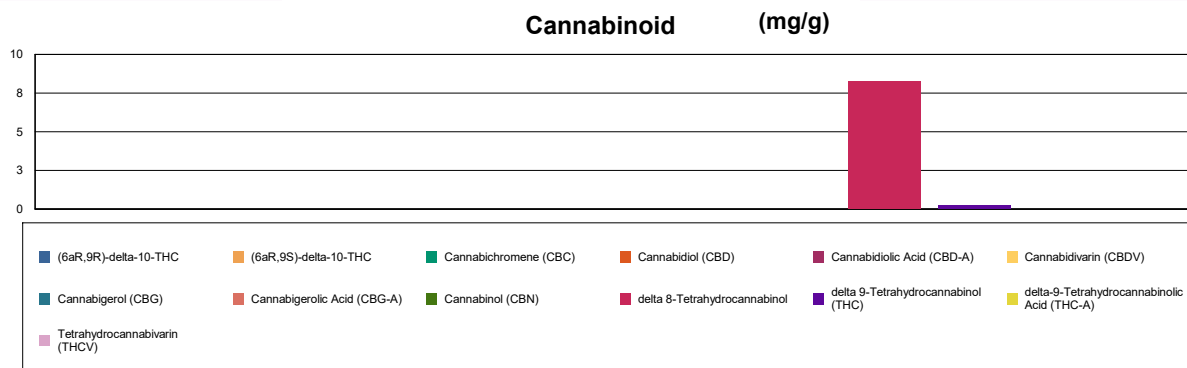 Cannabinoid (mg/g)
10
8
5
3
0
(6aR,9R)-delta-10-THC
(6aR,9S)-delta-10-THC
Cannabichromene (CBC)
Cannabidiol (CBD)
Cannabidiolic Acid (CBD-A)
Cannabidivarin (CBDV)
Cannabigerol (CBG)
Cannabigerolic Acid (CBG-A)
Cannabinol (CBN)
delta 8-Tetrahydrocannabinol
delta 9-Tetrahydrocannabinol
(THC)
delta-9-Tetrahydrocannabinolic
Acid (THC-A)
Tetrahydrocannabivarin
(THCV)